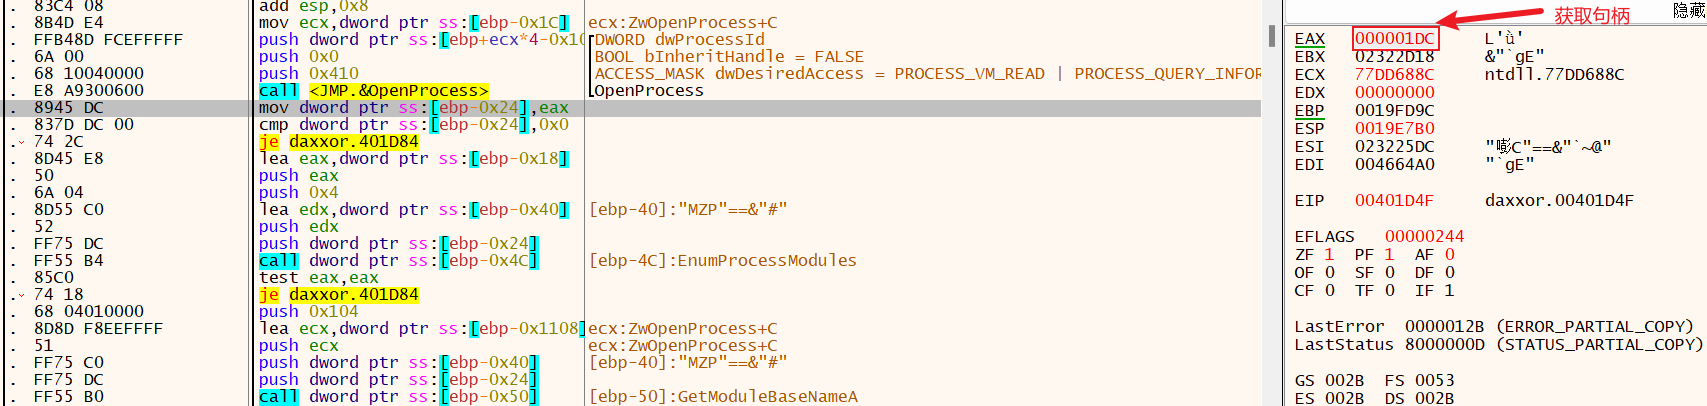 . 83C4 08 add esp,0x8
. 8B4D E4 mov ecx,dword ptr ss:[ebp-0x1C] ecx:ZwOpenProcess+C
. FFB48D FCEFFFFF push dword ptr ss:[ebp+ecx*4-0x10 DWORD dwProcessId
. 6A 00 push 0x0 BOOL bInheritHandle = FALSE
. 68 10040000 push 0x410 ACCESS_MASK dwDesiredAccess = PROCESS_VM_READ | PROCESS_QUERY_INFOR
. E8 A9300600 call <JMP.&OpenProcess> OpenProcess
. 8945 DC mov dword ptr ss:[ebp-0x24],eax
. 837D DC 00 cmp dword ptr ss:[ebp-0x24],0x0
. 74 2C je daxxor.401D84
. 8D45 E8 lea eax,dword ptr ss:[ebp-0x18]
. 50 push eax
. 6A 04 push 0x4
. 8D55 C0 lea edx,dword ptr ss:[ebp-0x40] [ebp-40]:"MZP"==&"#"
. 52 push edx
. FF75 DC push dword ptr ss:[ebp-0x24]
. FF55 B4 call dword ptr ss:[ebp-0x4C] [ebp-4C]:EnumProcessModules
. 85C0 test eax,eax
. 74 18 je daxxor.401D84
. 68 04010000 push 0x104
. 8D8D F8EEFFFF lea ecx,dword ptr ss:[ebp-0x1108] ecx:ZwOpenProcess+C
. 51 push ecx ecx:ZwOpenProcess+C
. FF75 C0 push dword ptr ss:[ebp-0x40] [ebp-40]:"MZP"==&"#"
. FF75 DC push dword ptr ss:[ebp-0x24]
. FF55 B0 call dword ptr ss:[ebp-0x50] [ebp-50]:GetModuleBaseNameA
隐藏
获取句柄
EAX 000001DC L'ǜ'
EBX 02322D18 &"`gE"
ECX 77DD688C ntdll.77DD688C
EDX 00000000
EBP 0019FD9C
ESP 0019E7B0
ESI 023225DC "嘭C"==&"`~@"
EDI 004664A0 "`gE"
EIP 00401D4F daxxor.00401D4F
EFLAGS 00000244
ZF 1 PF 1 AF 0
OF 0 SF 0 DF 0
CF 0 TF 0 IF 1
LastError 0000012B (ERROR_PARTIAL_COPY)
LastStatus 8000000D (STATUS_PARTIAL_COPY)
GS 002B FS 0053
ES 002B DS 002B